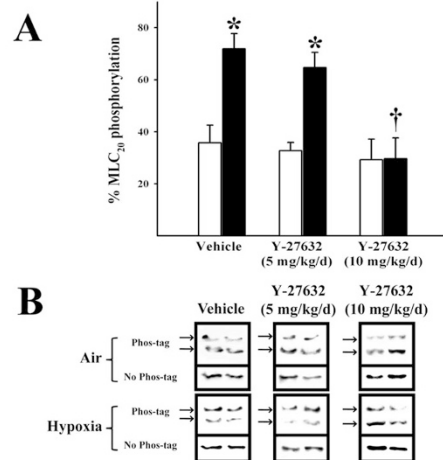 A
% MLC20 phosphorylation
80
60
40
20
*
*
†
Vehicle
Y-27632
(5 mg/kg/d)
Y-27632
(10 mg/kg/d)
B
Vehicle
Y-27632
(5 mg/kg/d)
Y-27632
(10 mg/kg/d)
Air
Phos-tag
No Phos-tag
Hypoxia
Phos-tag
No Phos-tag